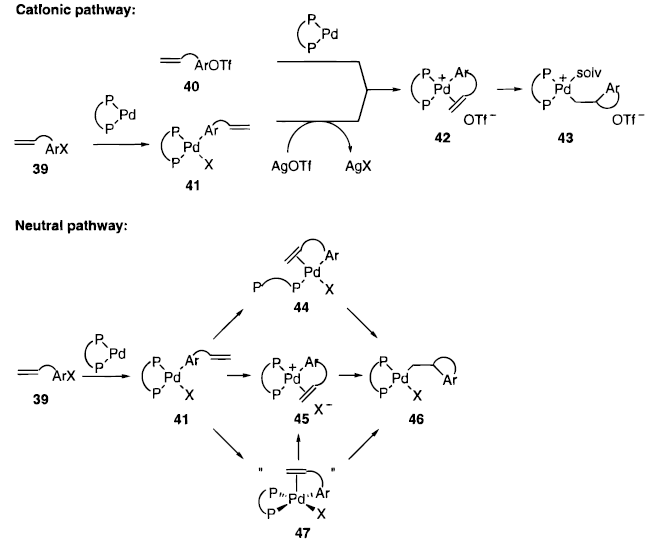 Cationic pathway:
P
P
Pd
ArOTf
40
P
P
Pd
ArX
39
P
P
Pd
Ar
X
41
AgOTf
AgX
P
P
Pd
+
Ar
OTf−
42
P
P
Pd
+
solv
Ar
OTf−
43
Neutral pathway:
Ar
Pd
P
P
X
44
ArX
39
P
P
Pd
P
P
Pd
Ar
X
41
P
P
Pd
+
Ar
X−
45
P
P
Pd
X
Ar
46
"
"
P
P
Pd
Ar
X
47